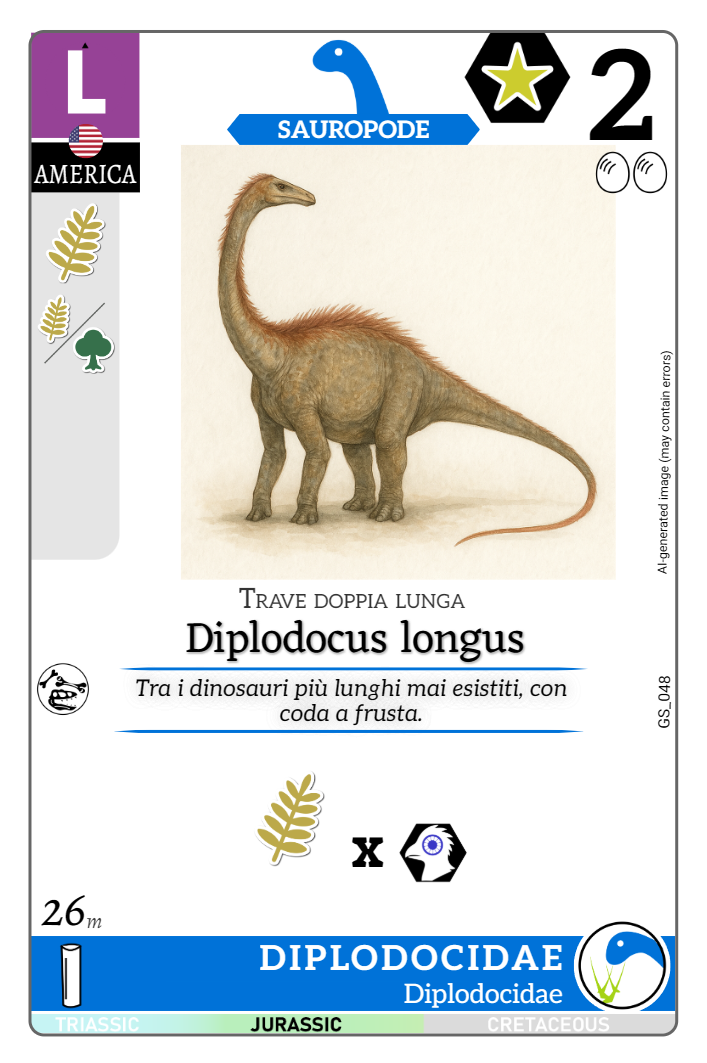 L
AMERICA
SAUROPODE
2
AI-generated image (may contain errors)
TRAVE DOPPIA LUNGA
Diplodocus longus
Tra i dinosauri più lunghi mai esistiti, con
coda a frusta.
GS_048
x
26m
DIPLODOCIDAE
Diplodocidae
TRIASSIC JURASSIC CRETACEOUS